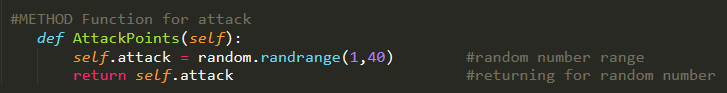 #METHOD Function for attack
def AttackPoints(self):
self.attack = random.randrange(1,40) #random number range
return self.attack #returning for random number